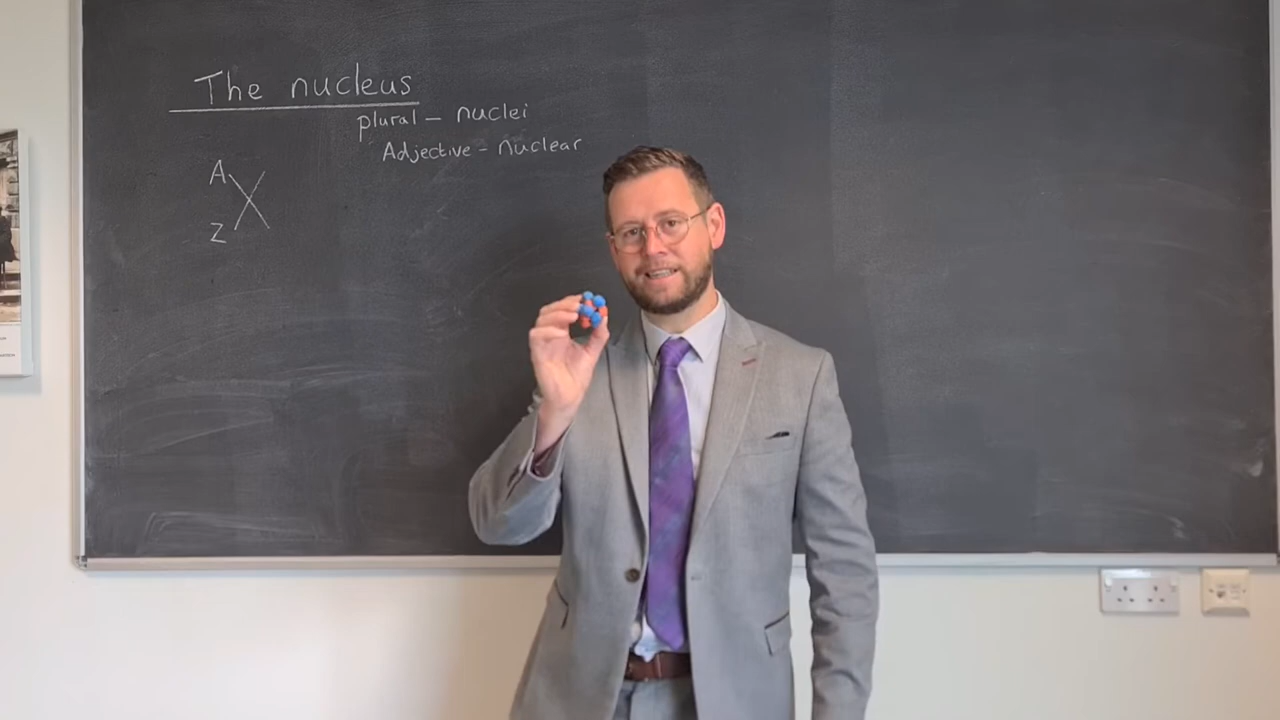 The nucleus
plural – nuclei
Adjective - nuclear
A
X
Z